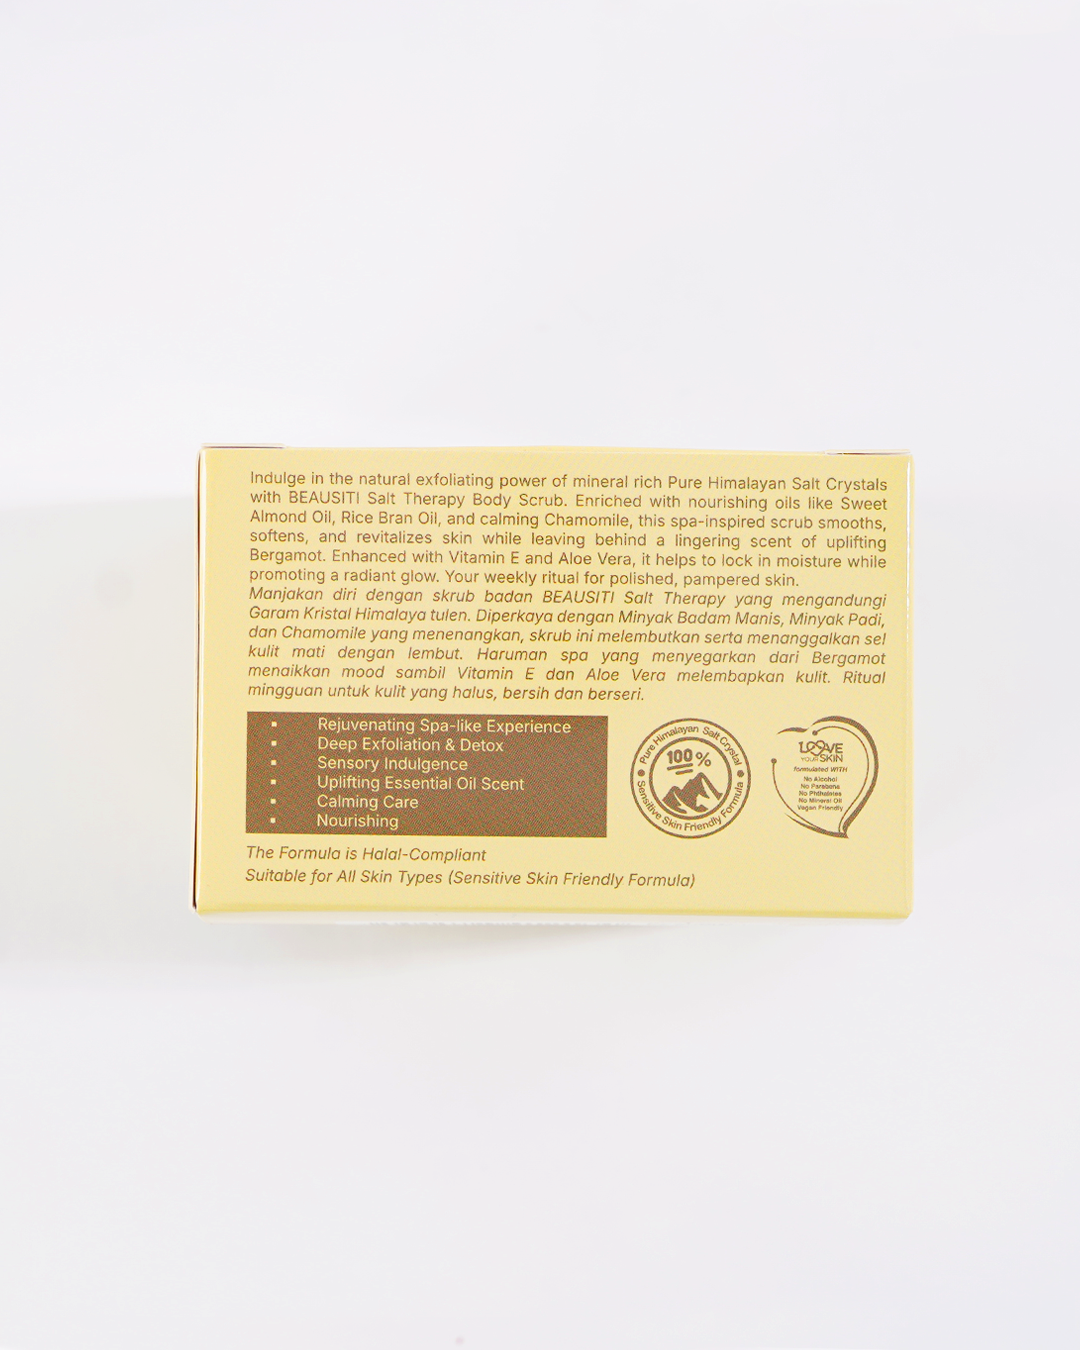 Indulge in the natural exfoliating power of mineral rich Pure Himalayan Salt Crystals
with BEAUSITI Salt Therapy Body Scrub. Enriched with nourishing oils like Sweet
Almond Oil, Rice Bran Oil, and calming Chamomile, this spa-inspired scrub smooths,
softens, and revitalizes skin while leaving behind a lingering scent of uplifting
Bergamot. Enhanced with Vitamin E and Aloe Vera, it helps to lock in moisture while
promoting a radiant glow. Your weekly ritual for polished, pampered skin.
Manjakan diri dengan skrub badan BEAUSITI Salt Therapy yang mengandungi
Garam Kristal Himalaya tulen. Diperkaya dengan Minyak Badam Manis, Minyak Padi,
dan Chamomile yang menenangkan, skrub ini melembutkan serta menanggalkan sel
kulit mati dengan lembut. Haruman spa yang menyegarkan dari Bergamot
menaikkan mood sambil Vitamin E dan Aloe Vera melembapkan kulit. Ritual
mingguan untuk kulit yang halus, bersih dan berseri.
▪ Rejuvenating Spa-like Experience
▪ Deep Exfoliation & Detox
▪ Sensory Indulgence
▪ Uplifting Essential Oil Scent
▪ Calming Care
▪ Nourishing
Pure Himalayan Salt Crystal
100%
Sensitive Skin Friendly Formula
LOVE
YOUR SKIN
Formulated WITH
No Alcohol
No Parabens
No Phthalates
No Mineral Oil
Vegan Friendly
The Formula is Halal-Compliant
Suitable for All Skin Types (Sensitive Skin Friendly Formula)